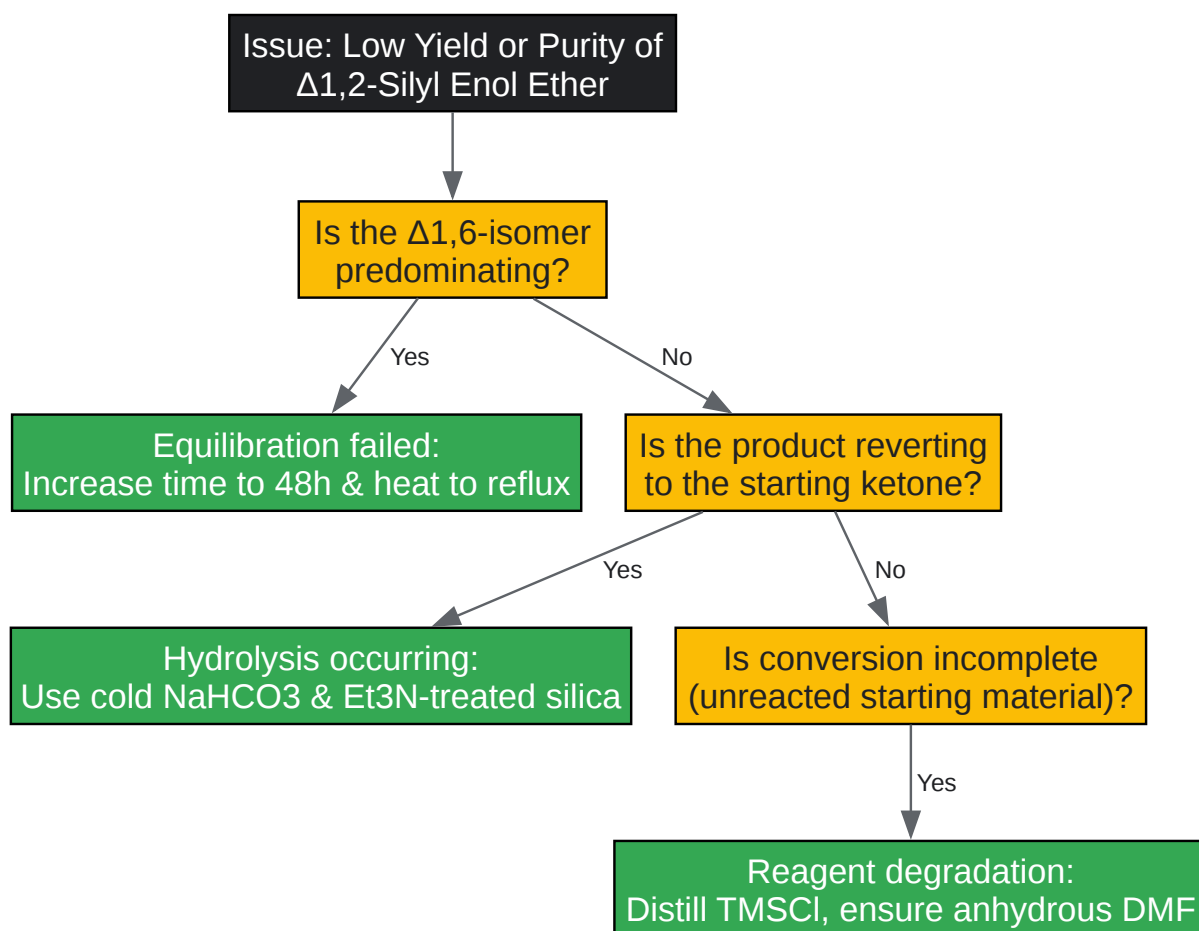 Issue: Low Yield or Purity of
Δ1,2-Silyl Enol Ether
Is the Δ1,6-isomer
predominating?
Yes
No
Equilibration failed:
Increase time to 48h & heat to reflux
Is the product reverting
to the starting ketone?
Yes
No
Hydrolysis occurring:
Use cold NaHCO3 & Et3N-treated silica
Is conversion incomplete
(unreacted starting material)?
Yes
Reagent degradation:
Distill TMSCl, ensure anhydrous DMF